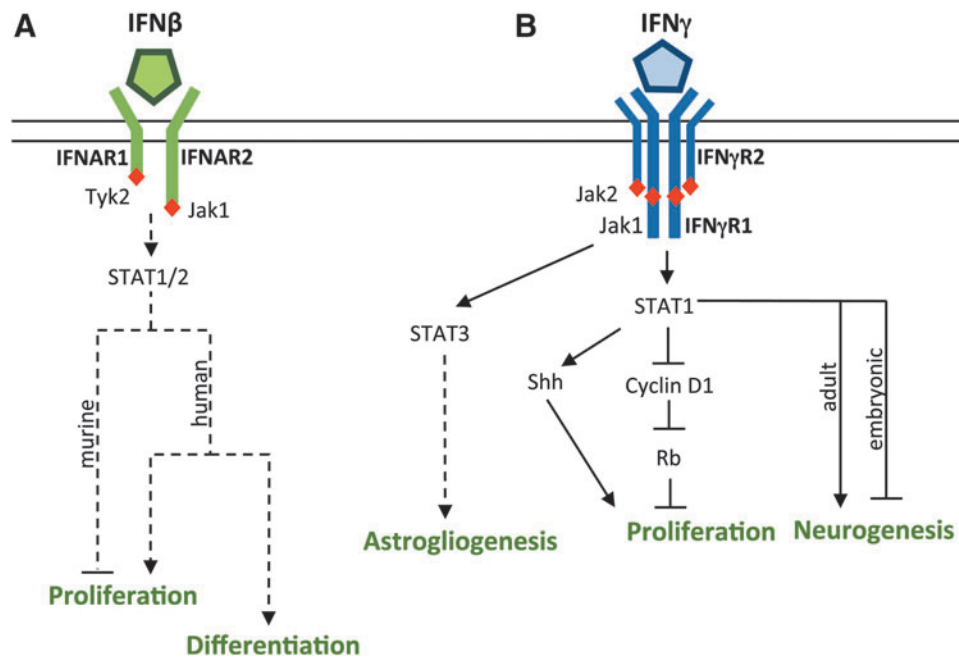 A
IFNβ
IFNAR1
IFNAR2
Tyk2
Jak1
STAT1/2
murine
human
Proliferation
Differentiation
B
IFNγ
IFNγR2
Jak2
Jak1
IFNγR1
STAT3
STAT1
Shh
Cyclin D1
Rb
adult
embryonic
Astrogliogenesis
Proliferation
Neurogenesis